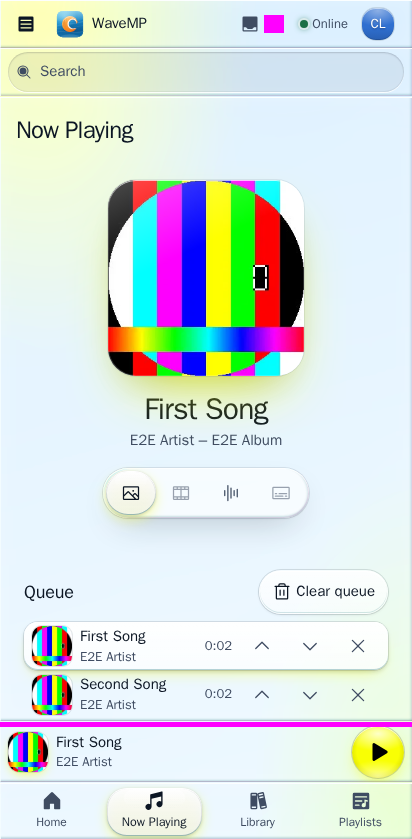 WaveMP
Online
CL
Search
Now Playing
First Song
E2E Artist – E2E Album
Queue
Clear queue
First Song
E2E Artist
0:02
Second Song
E2E Artist
0:02
First Song
E2E Artist
Home
Now Playing
Library
Playlists